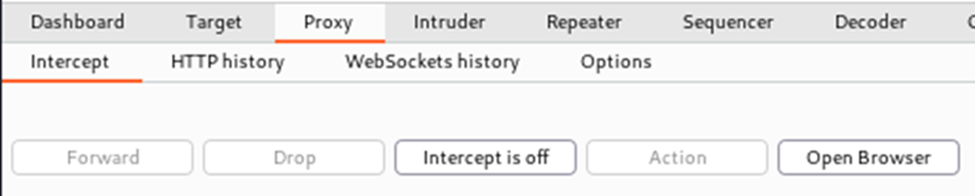 Dashboard Target Proxy Intruder Repeater Sequencer Decoder
Intercept HTTP history WebSockets history Options
Forward Drop Intercept is off Action Open Browser